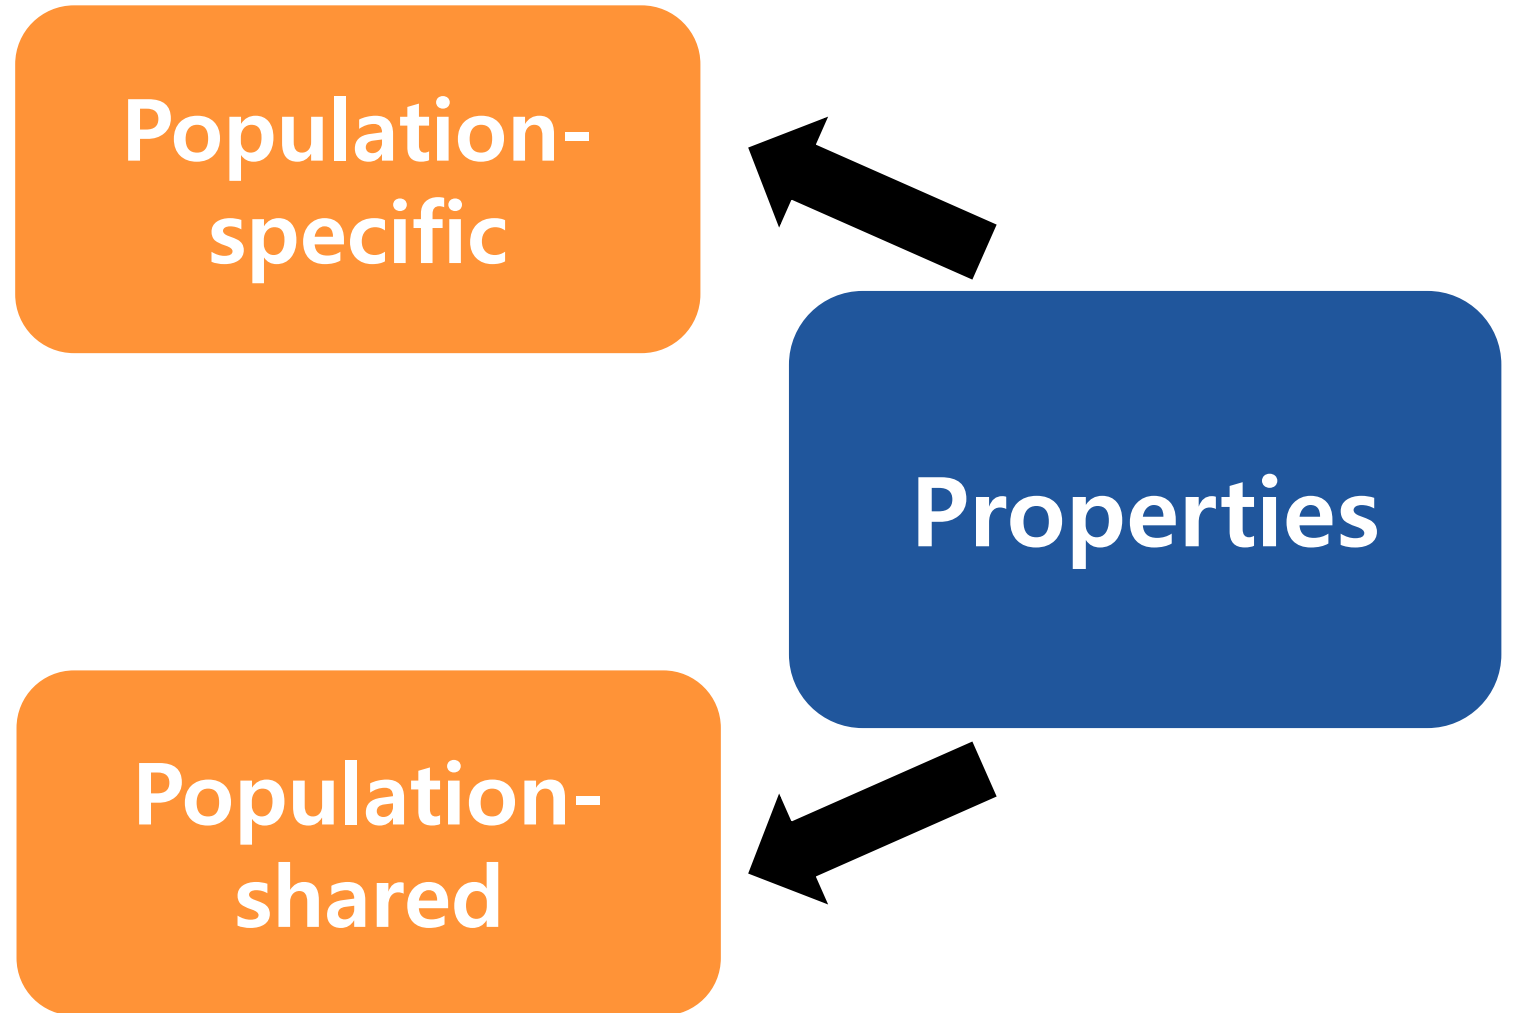 Population-
specific
Properties
Population-
shared